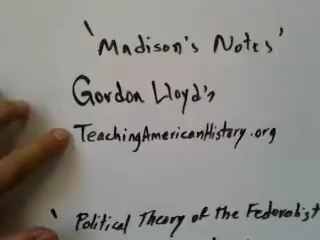 'Madison's Notes'
Gordon Lloyd's
TeachingAmericanHistory.org
' Political Theory of the Federalist